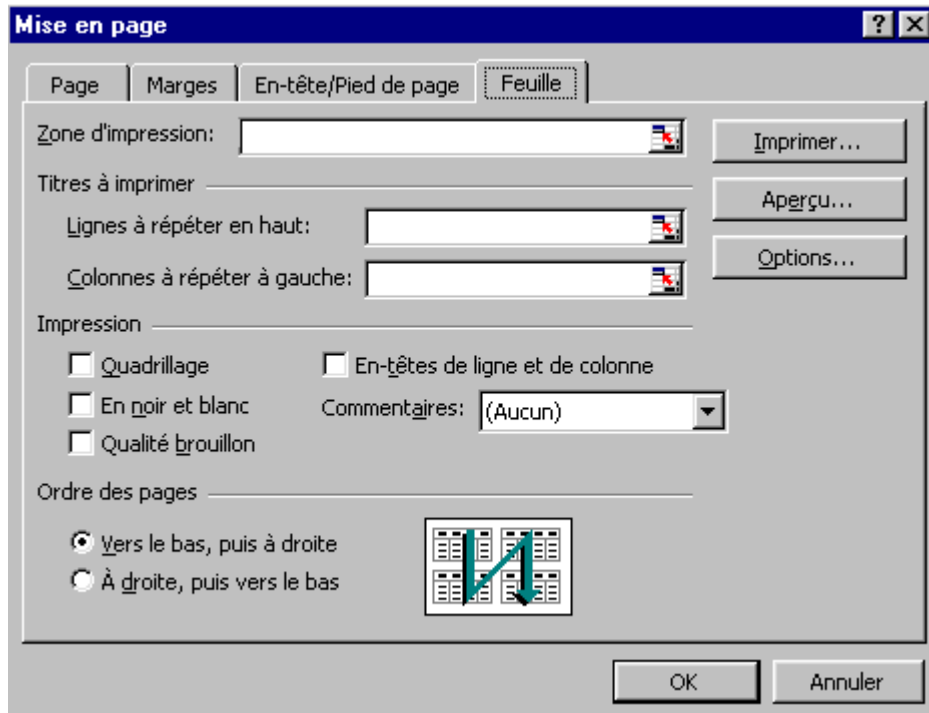 Mise en page
Page Marges En-tête/Pied de page Feuille
Zone d'impression: Imprimer...
Titres à imprimer Aperçu...
Lignes à répéter en haut:
Options...
Colonnes à répéter à gauche:
Impression
Quadrillage En-têtes de ligne et de colonne
En noir et blanc Commentaires: (Aucun)
Qualité brouillon
Ordre des pages
Vers le bas, puis à droite
À droite, puis vers le bas
OK Annuler